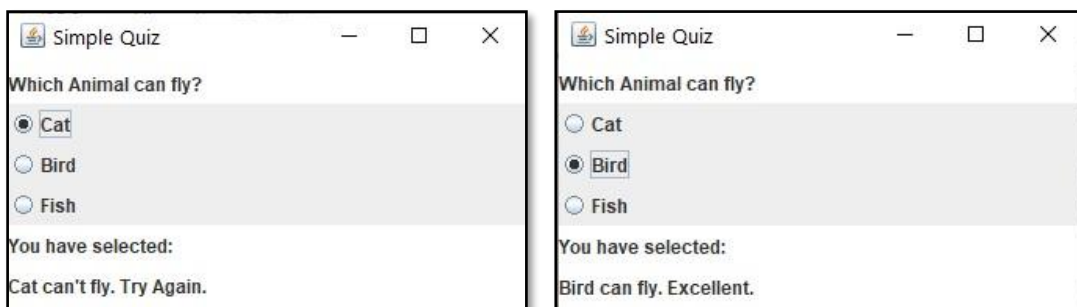 Simple Quiz
Which Animal can fly?
Cat
Bird
Fish
You have selected:
Cat can't fly. Try Again.
Simple Quiz
Which Animal can fly?
Cat
Bird
Fish
You have selected:
Bird can fly. Excellent.